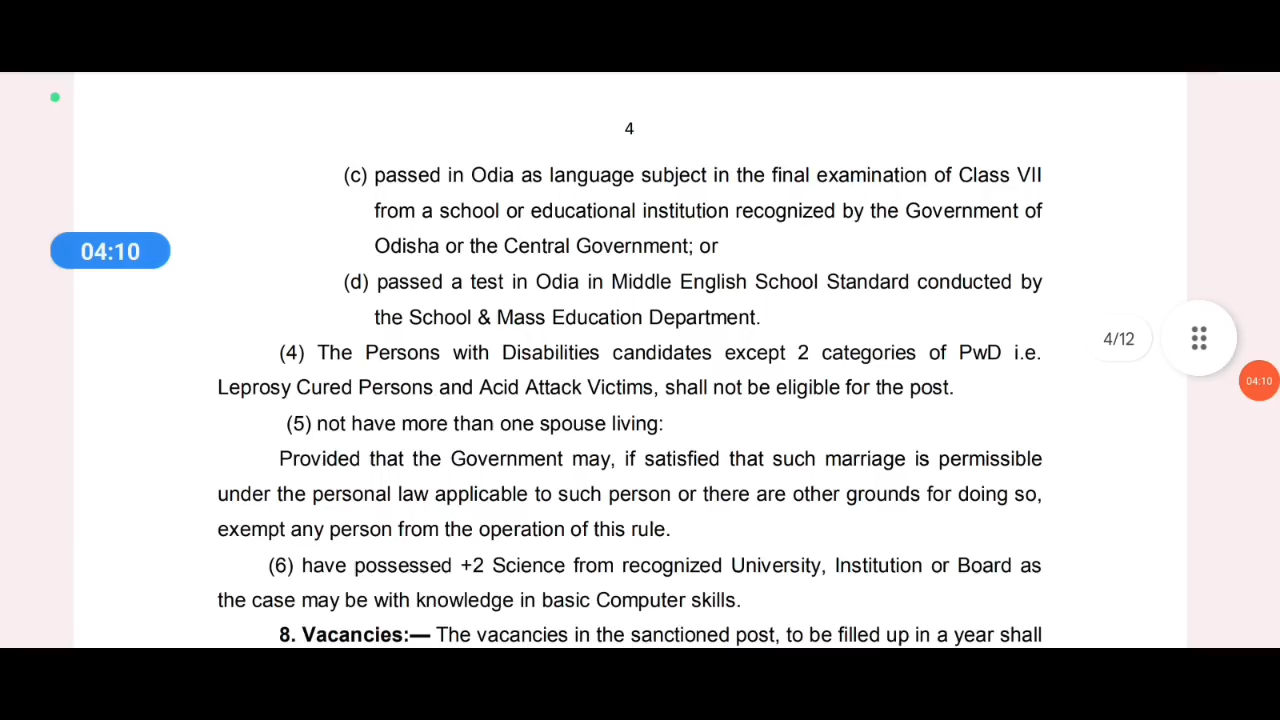 4
(c) passed in Odia as language subject in the final examination of Class VII
from a school or educational institution recognized by the Government of
Odisha or the Central Government; or
04:10
(d) passed a test in Odia in Middle English School Standard conducted by
the School & Mass Education Department.
4/12
(4) The Persons with Disabilities candidates except 2 categories of PwD i.e.
Leprosy Cured Persons and Acid Attack Victims, shall not be eligible for the post.
04:10
(5) not have more than one spouse living:
Provided that the Government may, if satisfied that such marriage is permissible
under the personal law applicable to such person or there are other grounds for doing so,
exempt any person from the operation of this rule.
(6) have possessed +2 Science from recognized University, Institution or Board as
the case may be with knowledge in basic Computer skills.
8. Vacancies:— The vacancies in the sanctioned post, to be filled up in a year shall